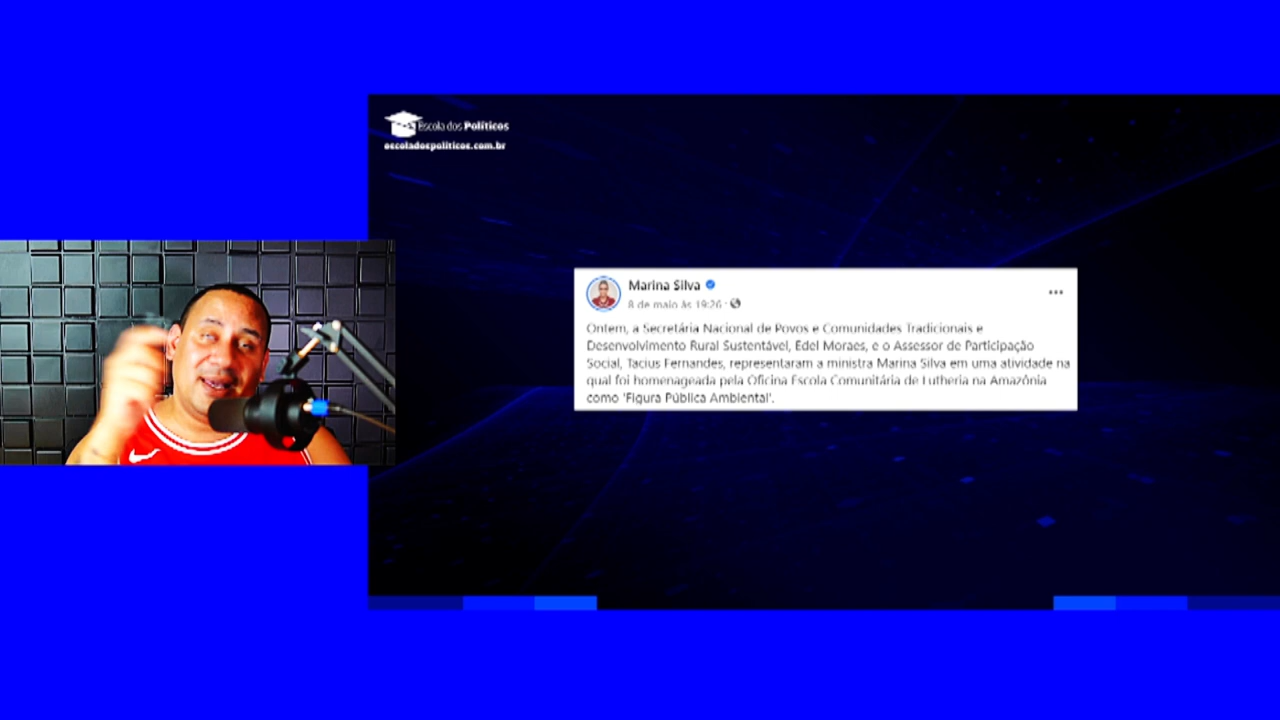 Escola dos Políticos
escoladospoliticos.com.br
Marina Silva
8 de maio às 19:26 ·
Ontem, a Secretária Nacional de Povos e Comunidades Tradicionais e
Desenvolvimento Rural Sustentável, Edel Moraes, e o Assessor de Participação
Social, Tacius Fernandes, representaram a ministra Marina Silva em uma atividade na
qual foi homenageada pela Oficina Escola Comunitária de Lutheria na Amazônia
como 'Figura Pública Ambiental'.